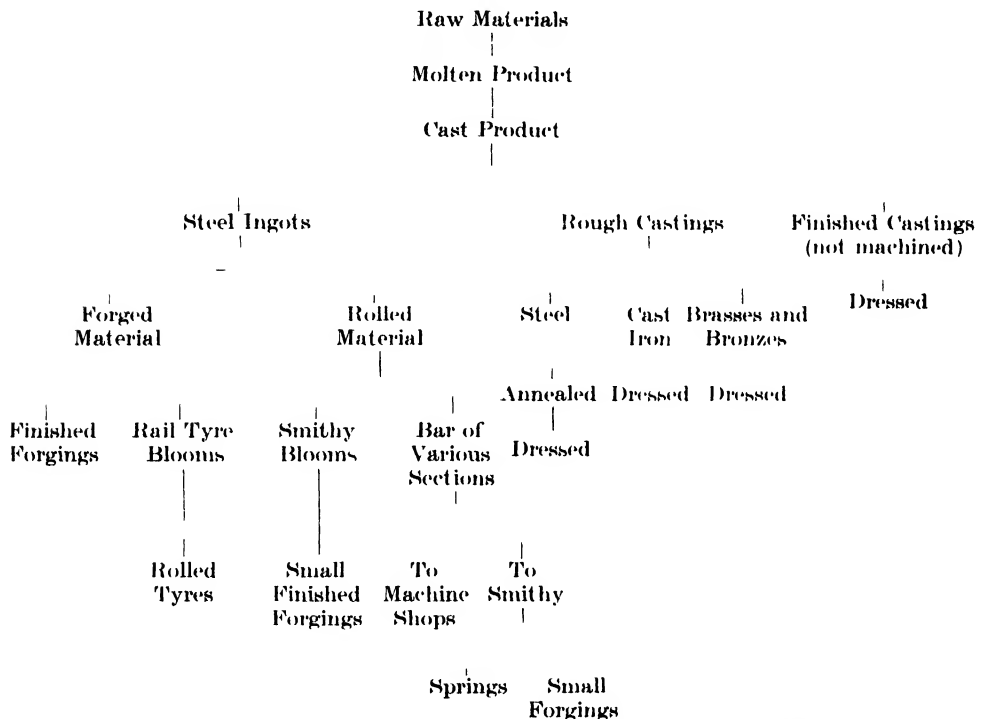 Raw Materials
Molten Product
Cast Product
Steel Ingots Rough Castings Finished Castings
(not machined)
Forged Material
Rolled Material
Steel
Cast Iron
Brasses and Bronzes
Dressed
Annealed Dressed Dressed
Finished Forgings
Rail Tyre Blooms
Smithy Blooms
Bar of Various Sections
Dressed
Rolled Tyres
Small Finished Forgings
To Machine Shops
To Smithy
Springs
Small Forgings